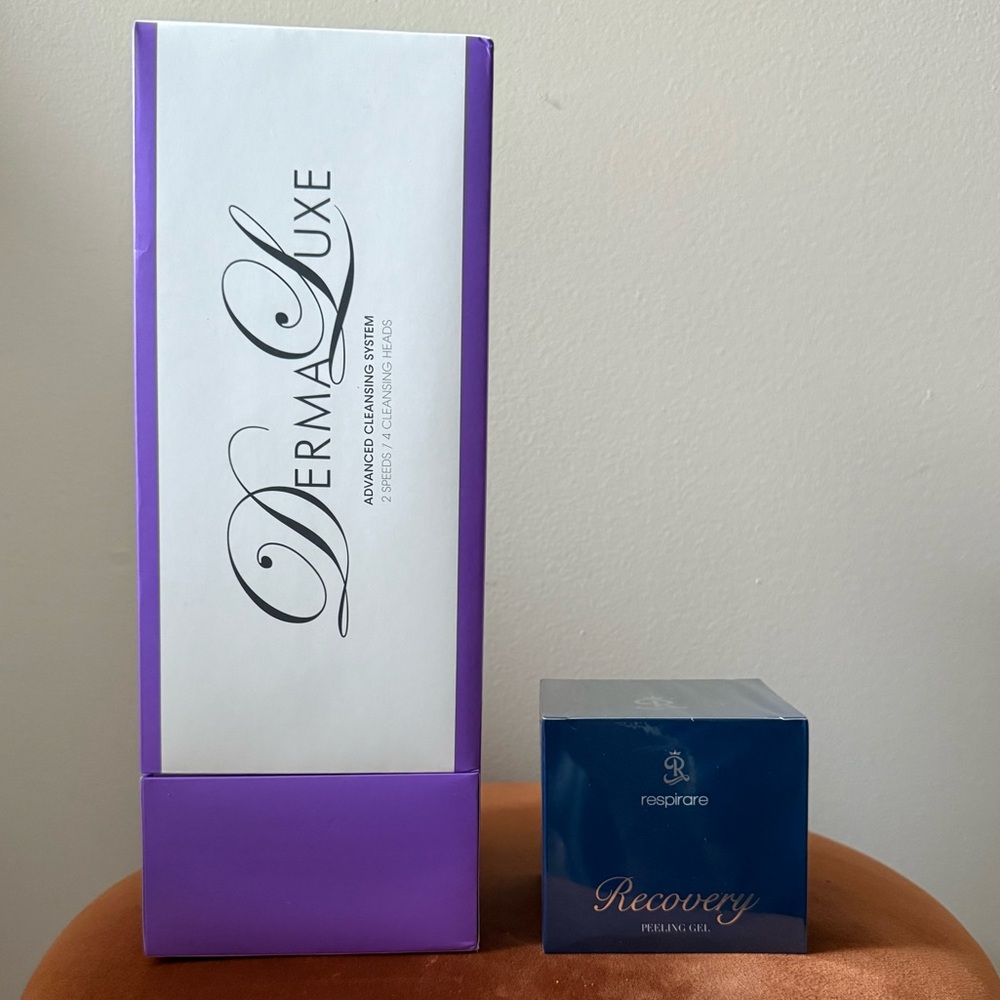 DERMALUXE
ADVANCED CLEANSING SYSTEM
2 SPEEDS / 4 CLEANSING HEADS
R
respirare
Recovery
PEELING GEL